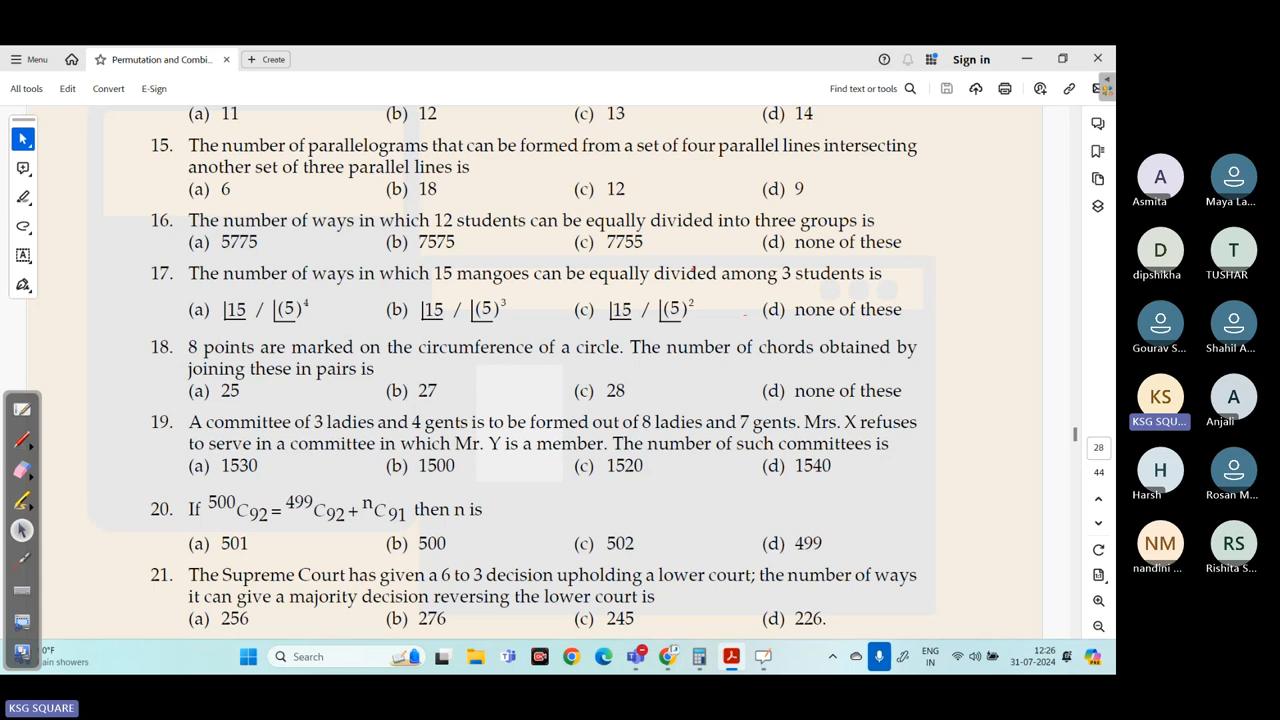 Menu
Permutation and Combi...
Create
Sign in
All tools
Edit
Convert
E-Sign
Find text or tools
(a) 11 (b) 12 (c) 13 (d) 14
15. The number of parallelograms that can be formed from a set of four parallel lines intersecting
another set of three parallel lines is
(a) 6 (b) 18 (c) 12 (d) 9
16. The number of ways in which 12 students can be equally divided into three groups is
(a) 5775 (b) 7575 (c) 7755 (d) none of these
17. The number of ways in which 15 mangoes can be equally divided among 3 students is
(a) |15 / |(5)⁴ (b) |15 / |(5)³ (c) |15 / |(5)² (d) none of these
18. 8 points are marked on the circumference of a circle. The number of chords obtained by
joining these in pairs is
(a) 25 (b) 27 (c) 28 (d) none of these
19. A committee of 3 ladies and 4 gents is to be formed out of 8 ladies and 7 gents. Mrs. X refuses
to serve in a committee in which Mr. Y is a member. The number of such committees is
(a) 1530 (b) 1500 (c) 1520 (d) 1540
20. If ⁵⁰⁰C₉₂ = ⁴⁹⁹C₉₂ + ⁿC₉₁ then n is
(a) 501 (b) 500 (c) 502 (d) 499
21. The Supreme Court has given a 6 to 3 decision upholding a lower court; the number of ways
it can give a majority decision reversing the lower court is
(a) 256 (b) 276 (c) 245 (d) 226.
28
44
A
Asmita
Maya La...
D
dipshikha
T
TUSHAR
Gourav S...
Shahil A...
KS
KSG SQU...
A
Anjali
H
Harsh
Rosan M...
NM
nandini ...
RS
Rishita S...
0°F
ain showers
Search
ENG
IN
12:26
31-07-2024
KSG SQUARE